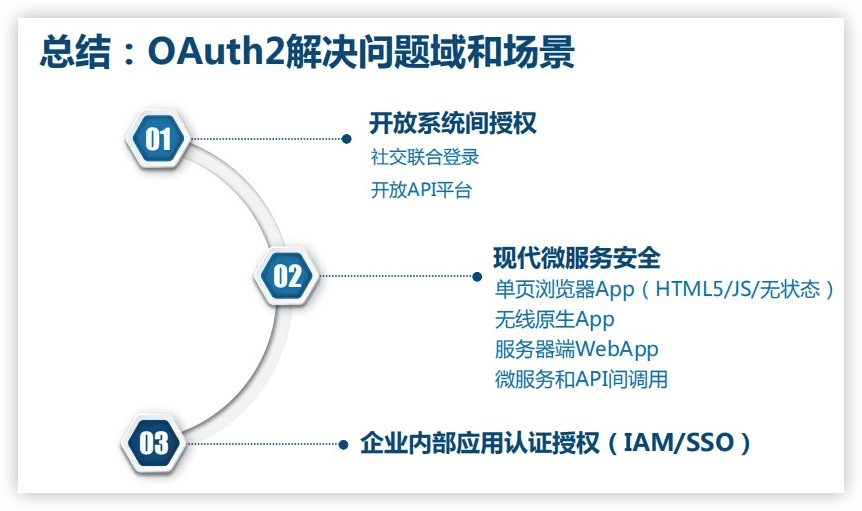 总结：OAuth2解决问题域和场景
01
开放系统间授权
社交联合登录
开放API平台
02
现代微服务安全
单页浏览器App（HTML5/JS/无状态）
无线原生App
服务器端WebApp
微服务和API间调用
03
企业内部应用认证授权（IAM/SSO）